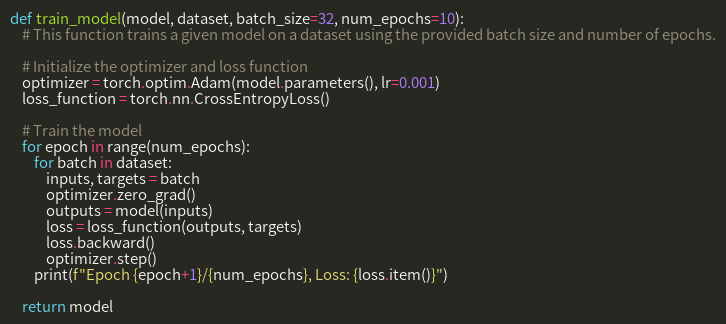 def train_model(model, dataset, batch_size=32, num_epochs=10):
# This function trains a given model on a dataset using the provided batch size and number of epochs.
# Initialize the optimizer and loss function
optimizer = torch.optim.Adam(model.parameters(), lr=0.001)
loss_function = torch.nn.CrossEntropyLoss()
# Train the model
for epoch in range(num_epochs):
for batch in dataset:
inputs, targets = batch
optimizer.zero_grad()
outputs = model(inputs)
loss = loss_function(outputs, targets)
loss.backward()
optimizer.step()
print(f"Epoch {epoch+1}/{num_epochs}, Loss: {loss.item()}")
return model